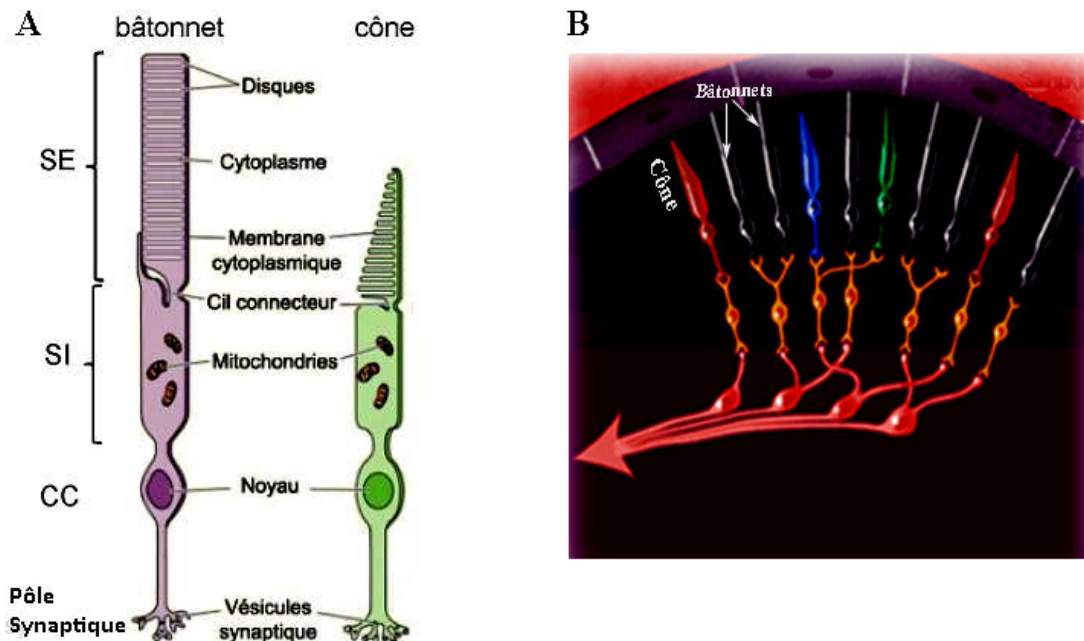 A
bâtonnet
cône
Disques
SE
Cytoplasme
Membrane
cytoplasmique
Cil connecteur
SI
Mitochondries
CC
Noyau
Pôle
Synaptique
Vésicules
synaptique
B
Bâtonnets
Cône